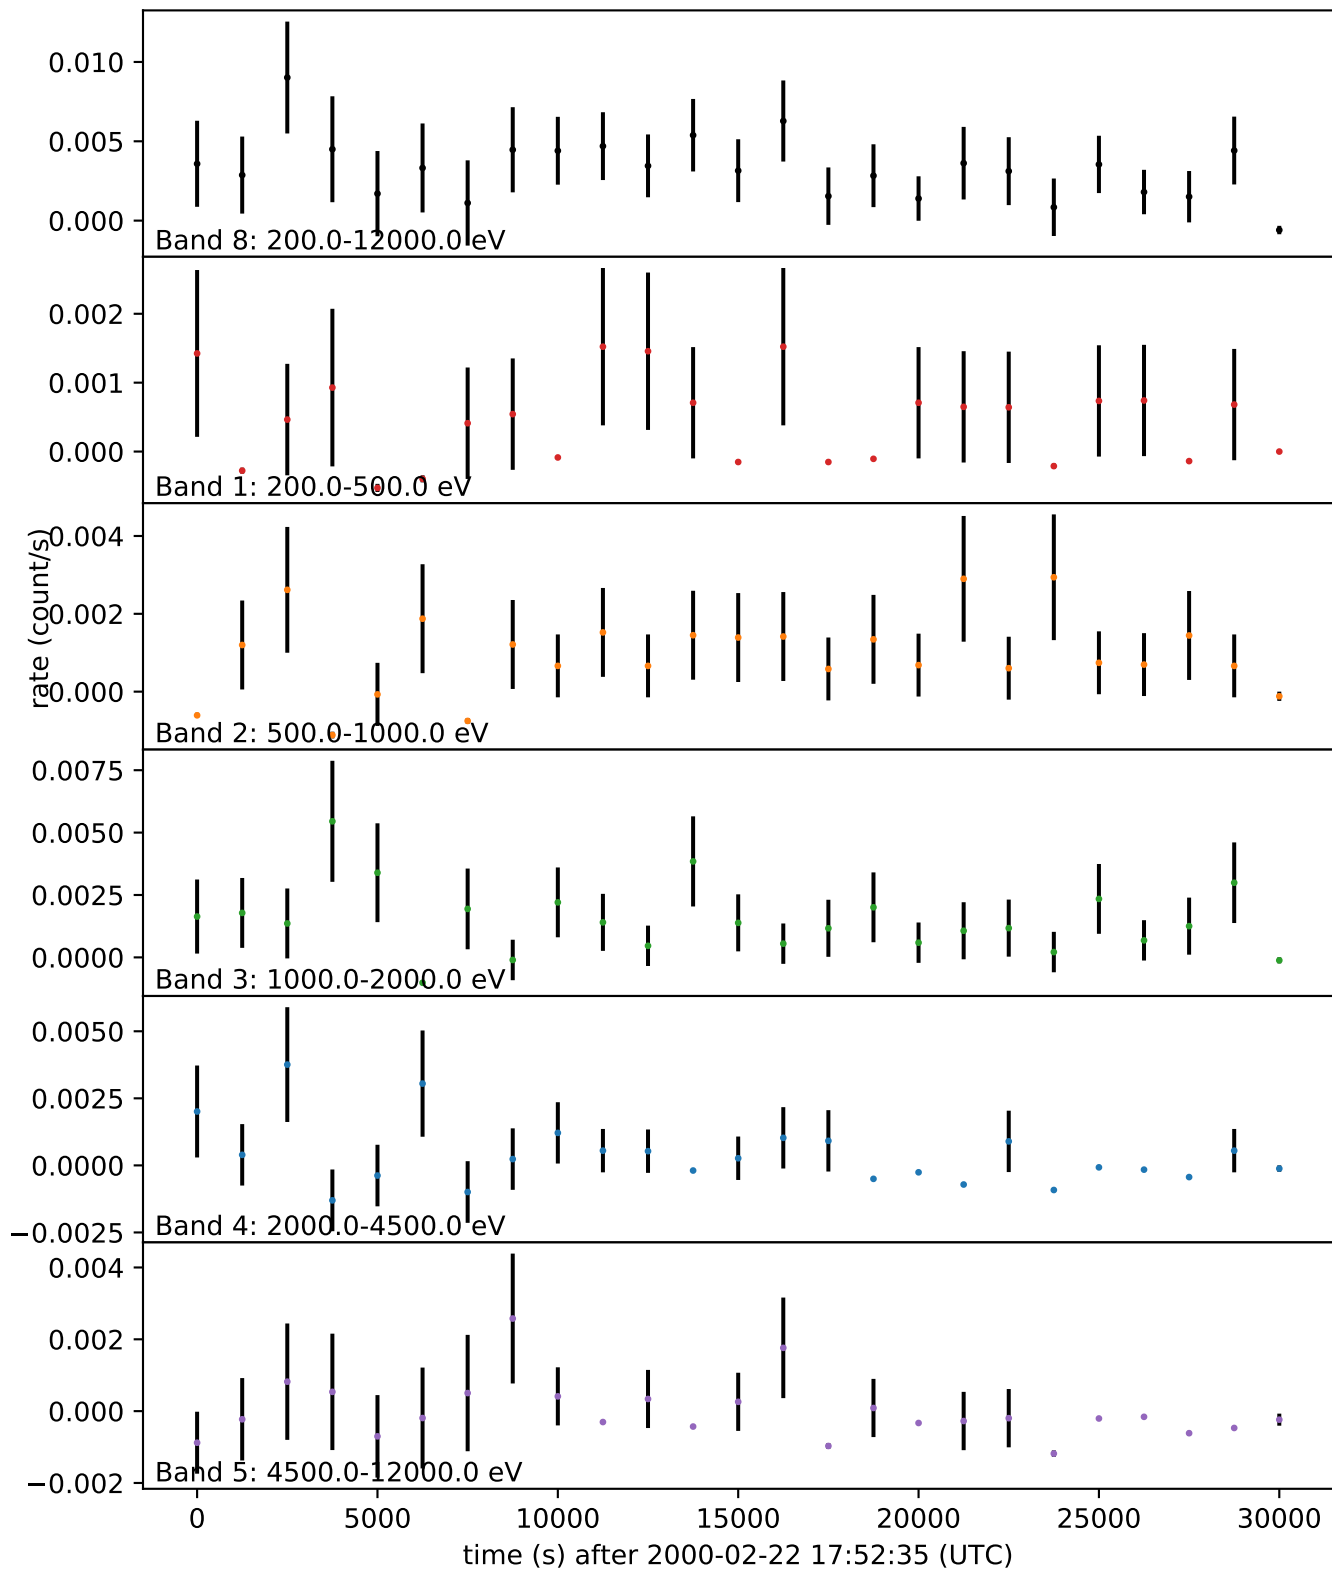 0.010
0.005
0.000
Band 8: 200.0-12000.0 eV
0.002
0.001
0.000
Band 1: 200.0-500.0 eV
rate (count/s)
0.004
0.002
0.000
Band 2: 500.0-1000.0 eV
0.0075
0.0050
0.0025
0.0000
Band 3: 1000.0-2000.0 eV
0.0050
0.0025
0.0000
−0.0025
Band 4: 2000.0-4500.0 eV
0.004
0.002
0.000
−0.002
Band 5: 4500.0-12000.0 eV
0 5000 10000 15000 20000 25000 30000
time (s) after 2000-02-22 17:52:35 (UTC)